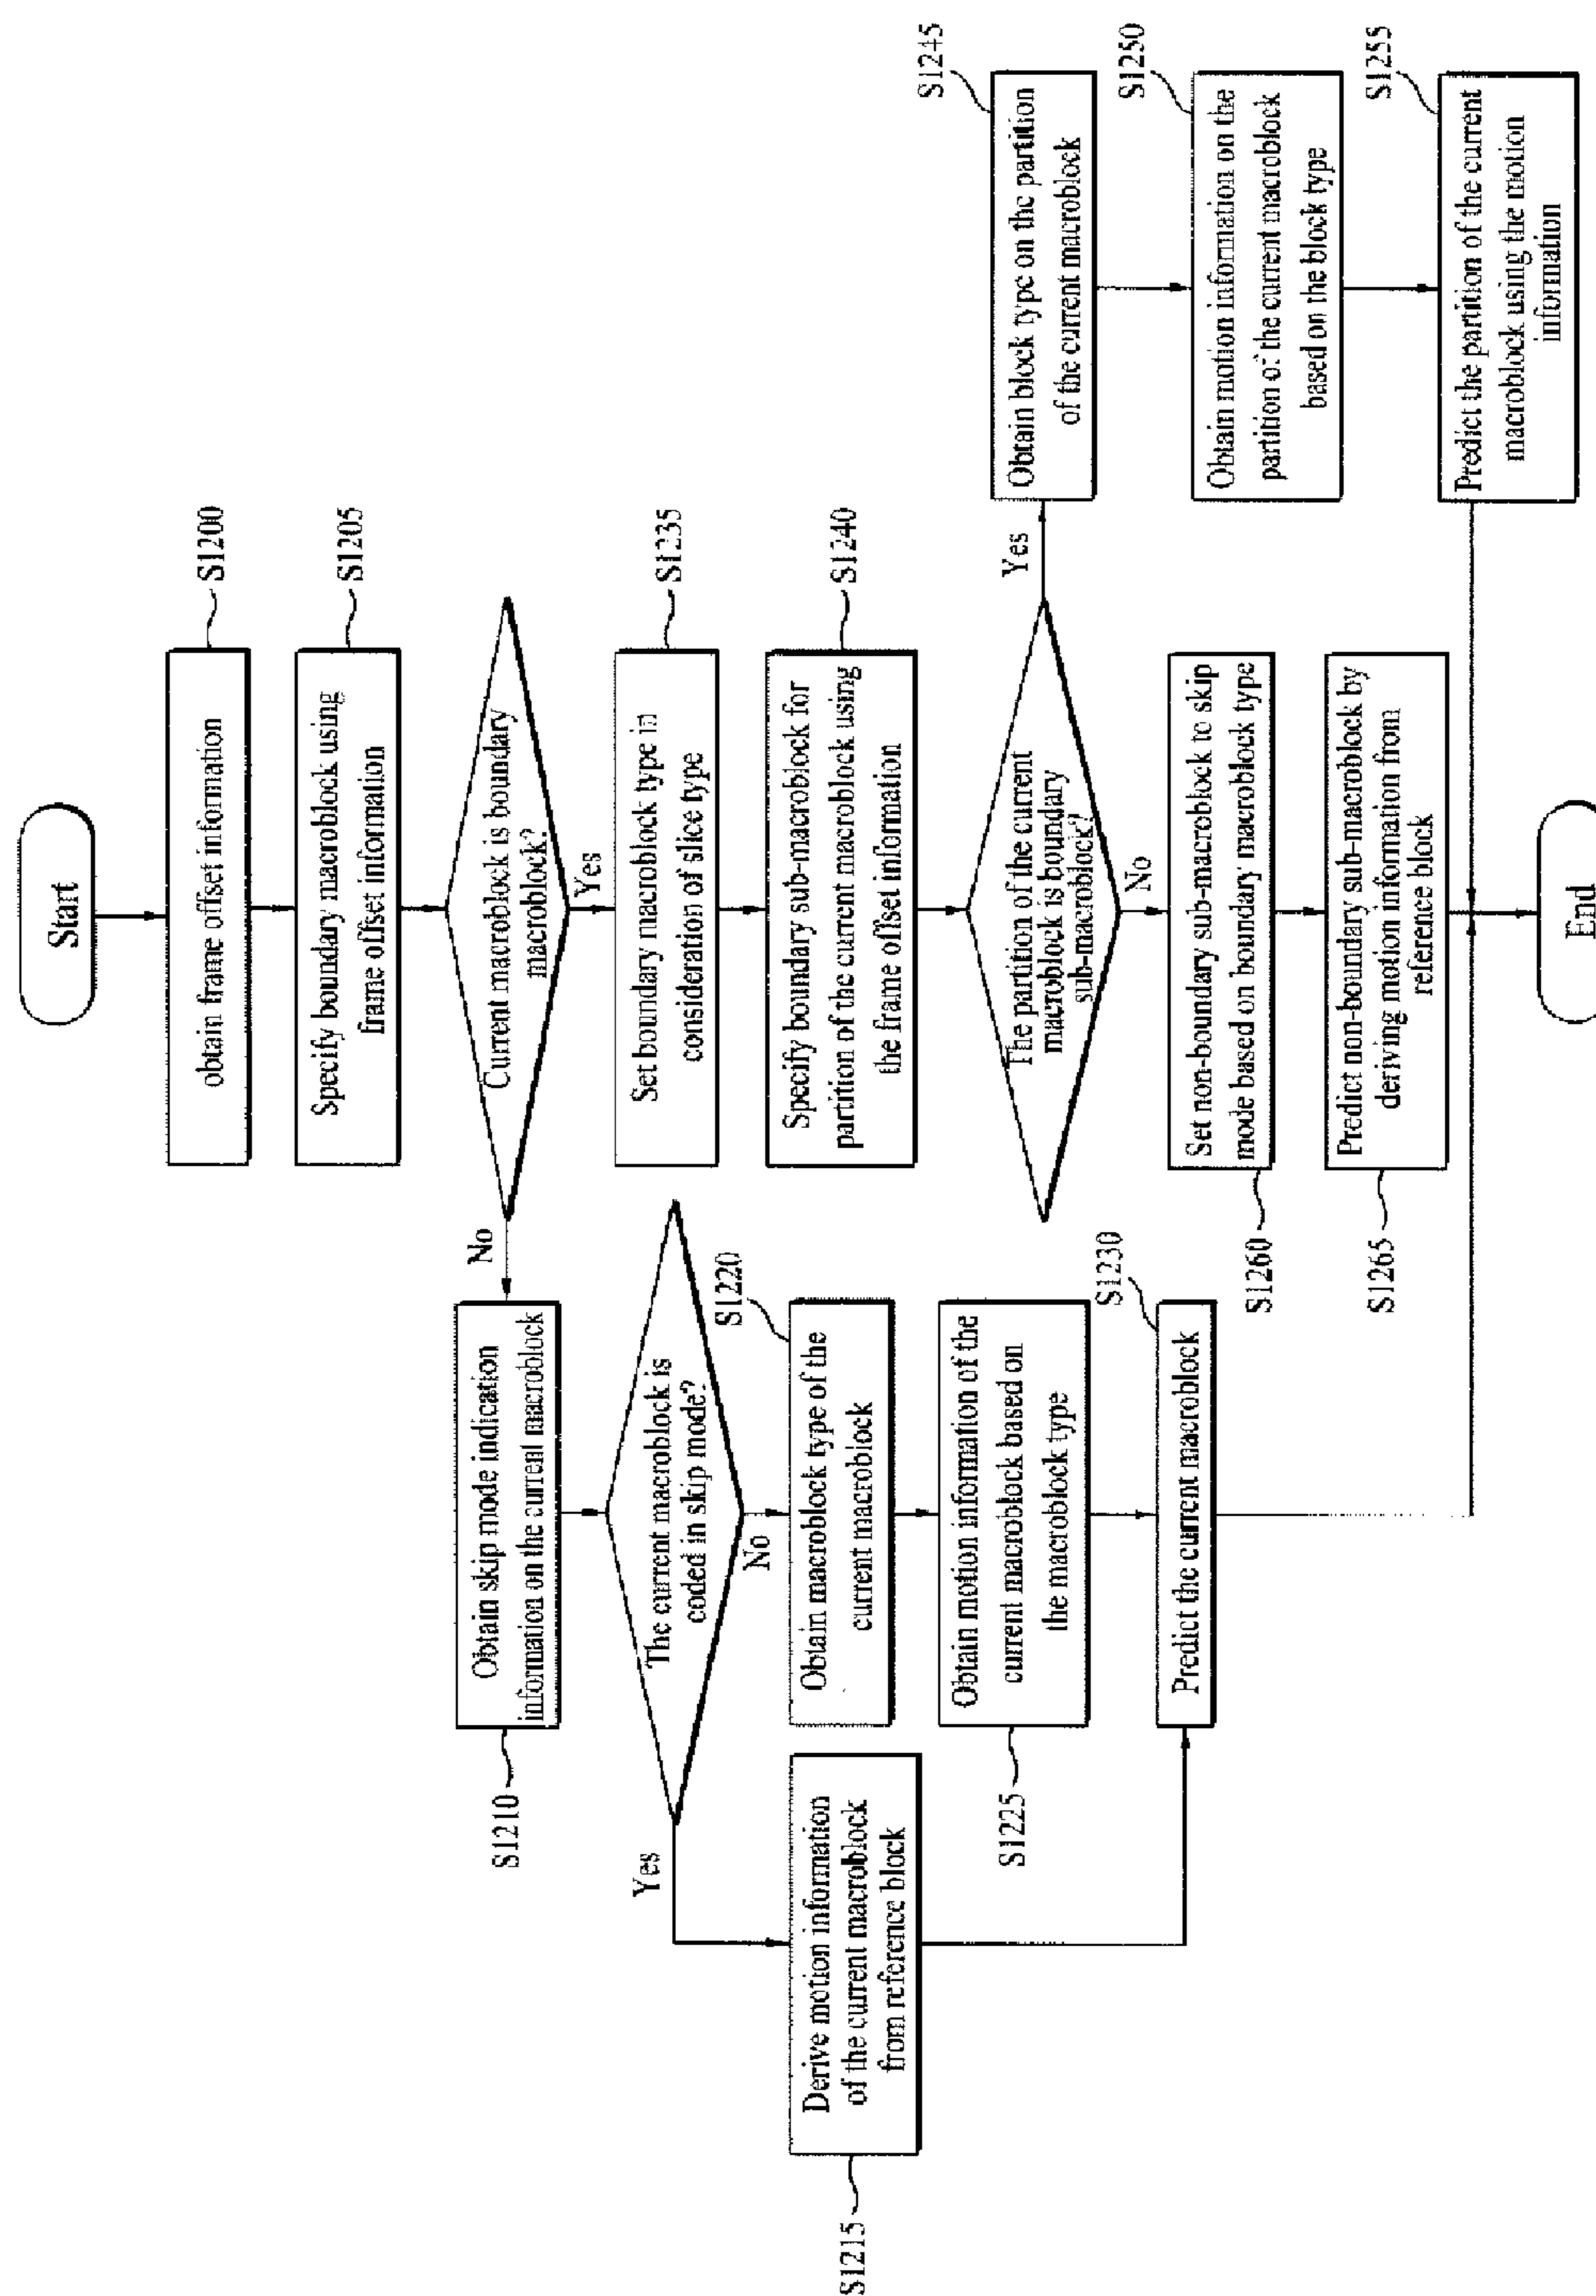 Start
obtain frame offset information
S1200
Specify boundary macroblock using
frame offset information
S1205
Current macroblock is boundary
macroblock?
No
Yes
Obtain skip mode indication
information on the current macroblock
S1210
The current macroblock is
coded in skip mode?
Yes
No
Derive motion information
of the current macroblock
from reference block
S1215
Obtain macroblock type of the
current macroblock
S1220
Obtain motion information of the
current macroblock based on
the macroblock type
S1225
Predict the current macroblock
S1230
Set boundary macroblock type in
consideration of slice type
S1235
Specify boundary sub-macroblock for
partition of the current macroblock using
the frame offset information
S1240
The partition of the current
macroblock is boundary
sub-macroblock?
Yes
No
Obtain block type on the partition
of the current macroblock
S1245
Obtain motion information on the
partition of the current macroblock
based on the block type
S1250
Predict the partition of the current
macroblock using the motion
information
S1255
Set non-boundary sub-macroblock to skip
mode based on boundary macroblock type
S1260
Predict non-boundary sub-macroblock by
deriving motion information from
reference block
S1265
End